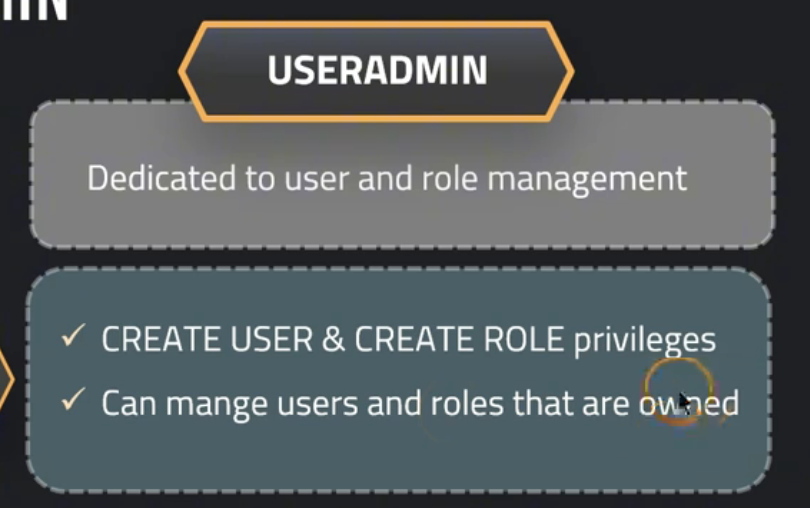 USERADMIN
Dedicated to user and role management
✓ CREATE USER & CREATE ROLE privileges
✓ Can mange users and roles that are owned